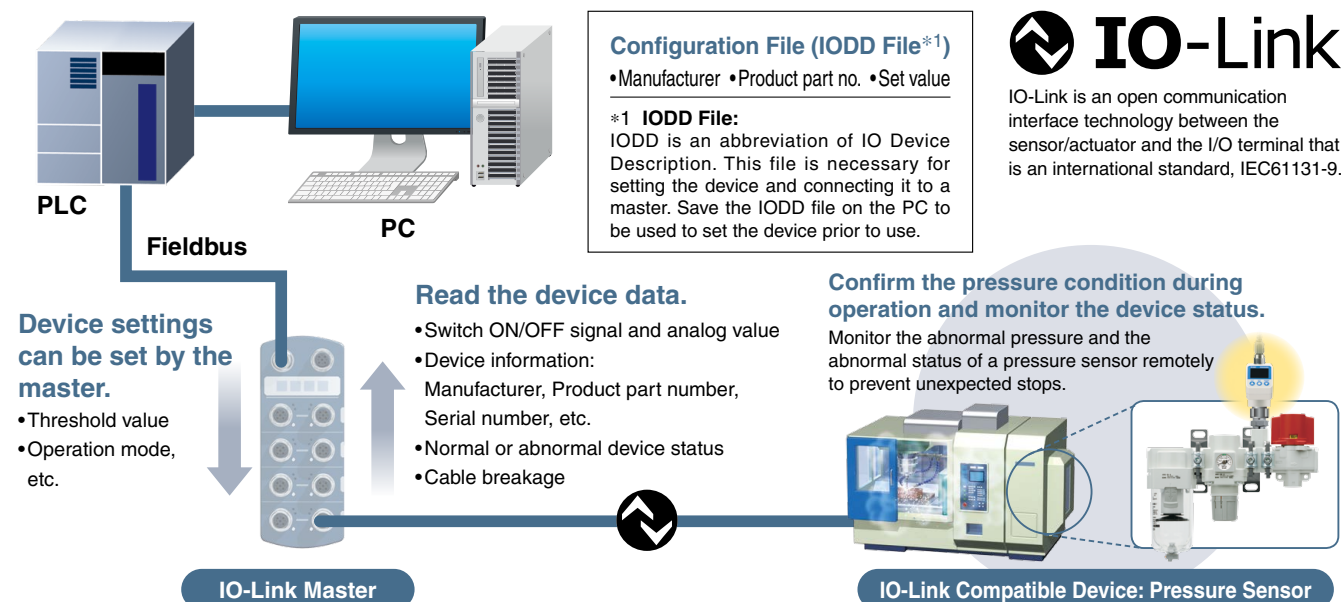 PLC
PC
Fieldbus
Configuration File (IODD File*1)
•Manufacturer •Product part no. •Set value
*1 IODD File:
IODD is an abbreviation of IO Device
Description. This file is necessary for
setting the device and connecting it to a
master. Save the IODD file on the PC to
be used to set the device prior to use.
IO-Link
IO-Link is an open communication
interface technology between the
sensor/actuator and the I/O terminal that
is an international standard, IEC61131-9.
Device settings
can be set by the
master.
•Threshold value
•Operation mode,
etc.
Read the device data.
•Switch ON/OFF signal and analog value
•Device information:
Manufacturer, Product part number,
Serial number, etc.
•Normal or abnormal device status
•Cable breakage
Confirm the pressure condition during
operation and monitor the device status.
Monitor the abnormal pressure and the
abnormal status of a pressure sensor remotely
to prevent unexpected stops.
IO-Link Master
IO-Link Compatible Device: Pressure Sensor